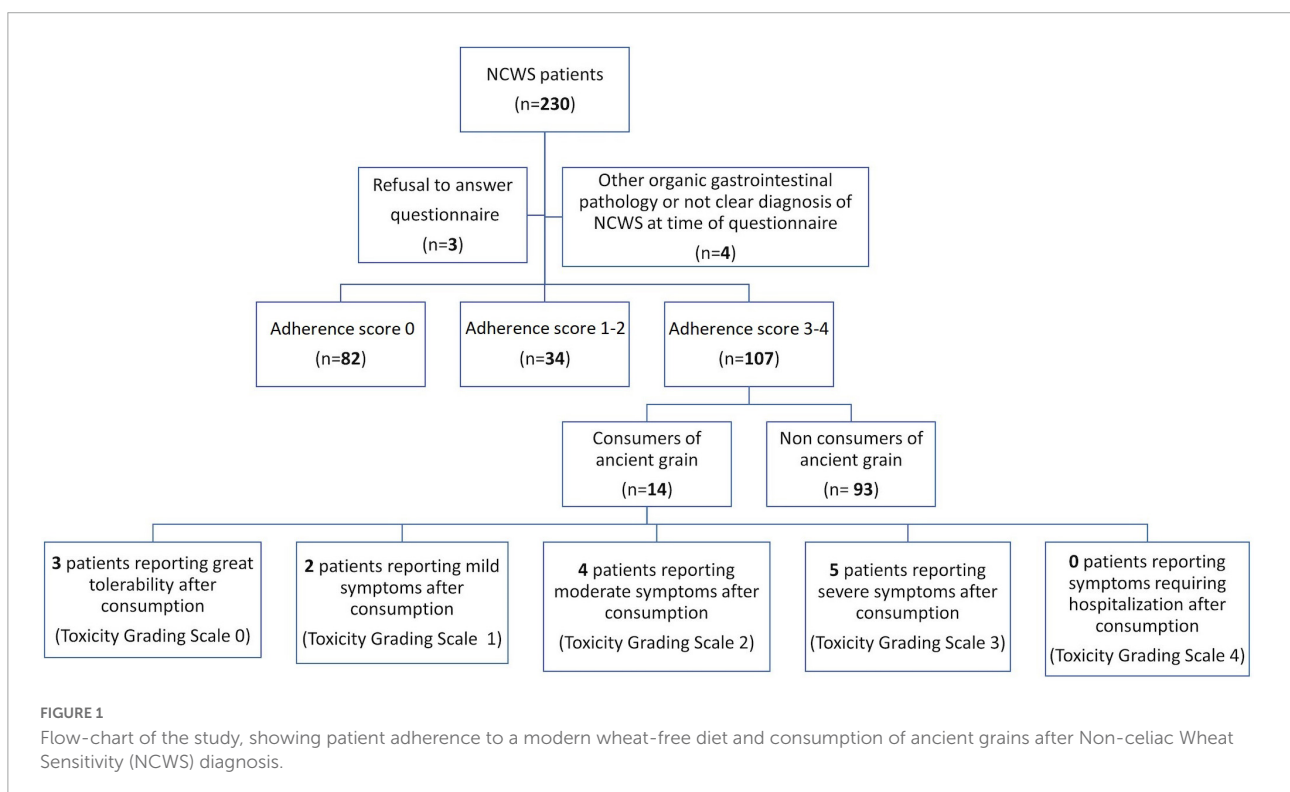 NCWS patients
(n=230)
Refusal to answer
questionnaire
(n=3)
Other organic gastrointestinal
pathology or not clear diagnosis of
NCWS at time of questionnaire
(n=4)
Adherence score 0
(n=82)
Adherence score 1-2
(n=34)
Adherence score 3-4
(n=107)
Consumers of
ancient grain
(n=14)
Non consumers of
ancient grain
(n= 93)
3 patients reporting great
tolerability after
consumption
(Toxicity Grading Scale 0)
2 patients reporting mild
symptoms after
consumption
(Toxicity Grading Scale  1)
4 patients reporting
moderate symptoms after
consumption
(Toxicity Grading Scale 2)
5 patients reporting
severe symptoms after
consumption
(Toxicity Grading Scale 3)
0 patients reporting
symptoms requiring
hospitalization after
consumption
(Toxicity Grading Scale 4)
FIGURE 1
Flow-chart of the study, showing patient adherence to a modern wheat-free diet and consumption of ancient grains after Non-celiac Wheat
Sensitivity (NCWS) diagnosis.